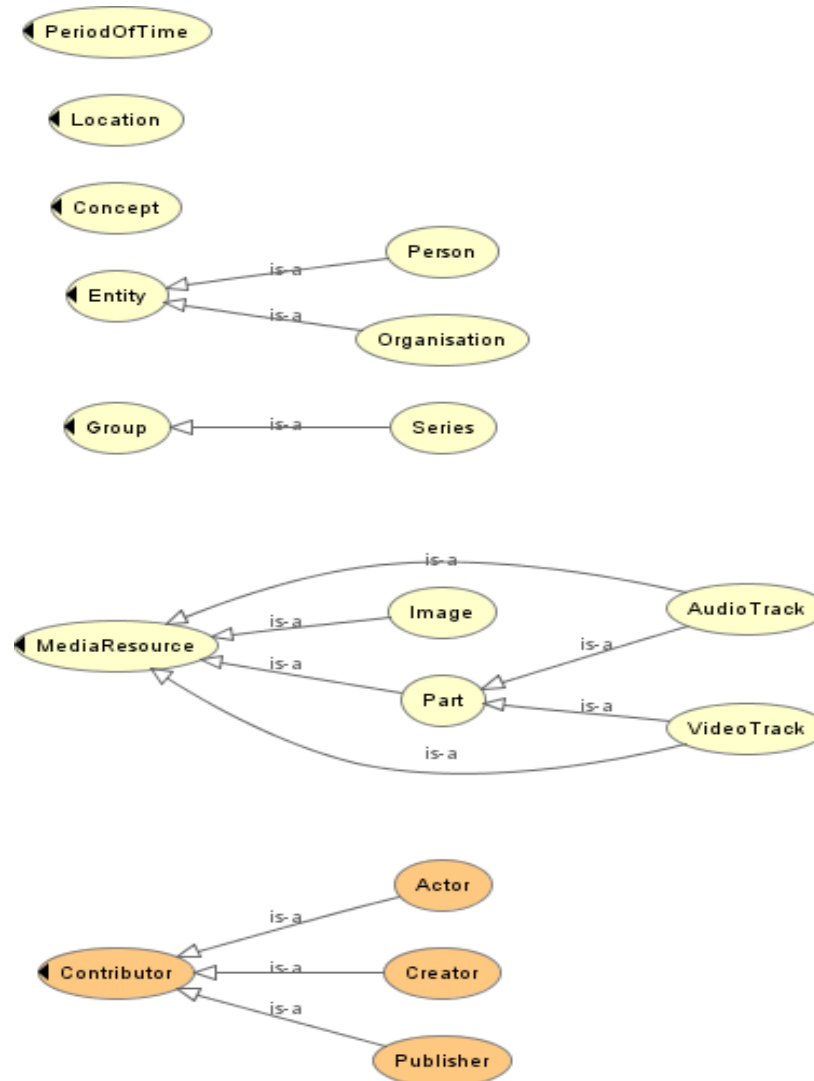 PeriodOfTime
Location
Concept
Person
is-a
Entity
is-a
Organisation
Group
is-a
Series
is-a
Image
AudioTrack
is-a
MediaResource
is-a
is-a
Part
is-a
VideoTrack
is-a
Actor
is-a
Contributor
is-a
Creator
is-a
Publisher